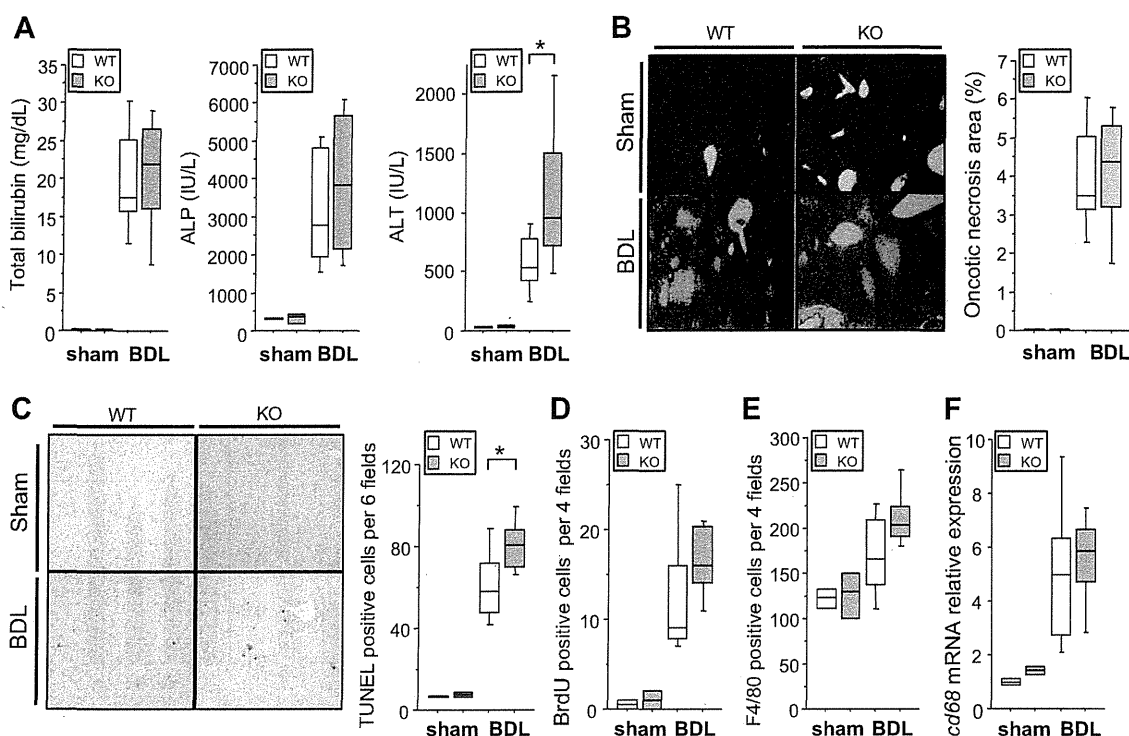 A
WT
KO
Total bilirubin (mg/dL)
35
30
25
20
15
10
5
0
sham BDL
WT
KO
ALP (IU/L)
7000
6000
5000
4000
3000
2000
1000
0
sham BDL
*
WT
KO
ALT (IU/L)
2000
1500
1000
500
0
sham BDL
B
WT
KO
Sham
BDL
WT
KO
Oncotic necrosis area (%)
7
6
5
4
3
2
1
0
sham BDL
C
WT
KO
Sham
BDL
WT
KO
*
TUNEL positive cells per 6 fields
120
80
40
0
sham BDL
D
WT
KO
BrdU positive cells per 4 fields
30
20
10
0
sham BDL
E
WT
KO
F4/80 positive cells per 4 fields
300
250
200
150
125
100
75
50
25
0
sham BDL
F
WT
KO
cd68 mRNA relative expression
10
8
6
4
2
0
sham BDL